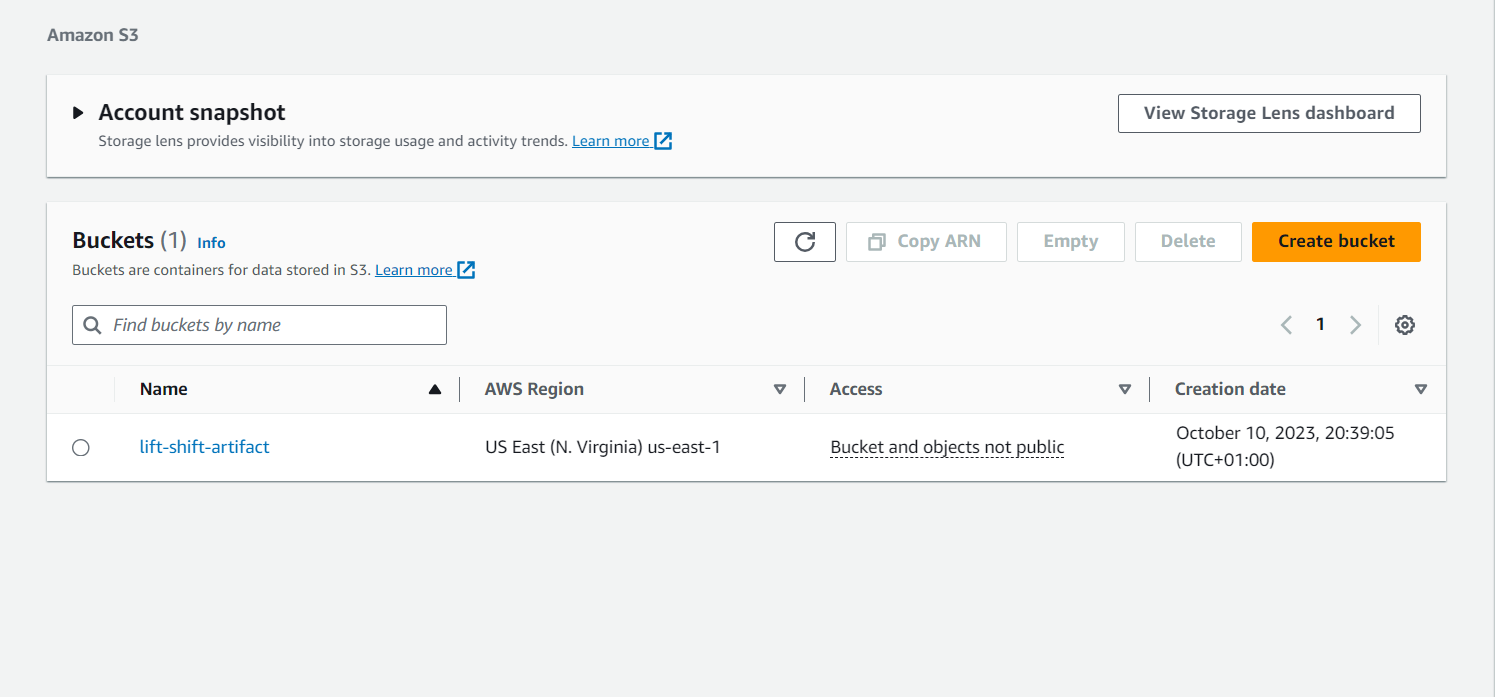 Amazon S3
Account snapshot
View Storage Lens dashboard
Storage lens provides visibility into storage usage and activity trends. Learn more
Buckets (1) Info
Copy ARN
Empty
Delete
Create bucket
Buckets are containers for data stored in S3. Learn more
Find buckets by name
1
Name
AWS Region
Access
Creation date
lift-shift-artifact
US East (N. Virginia) us-east-1
Bucket and objects not public
October 10, 2023, 20:39:05
(UTC+01:00)